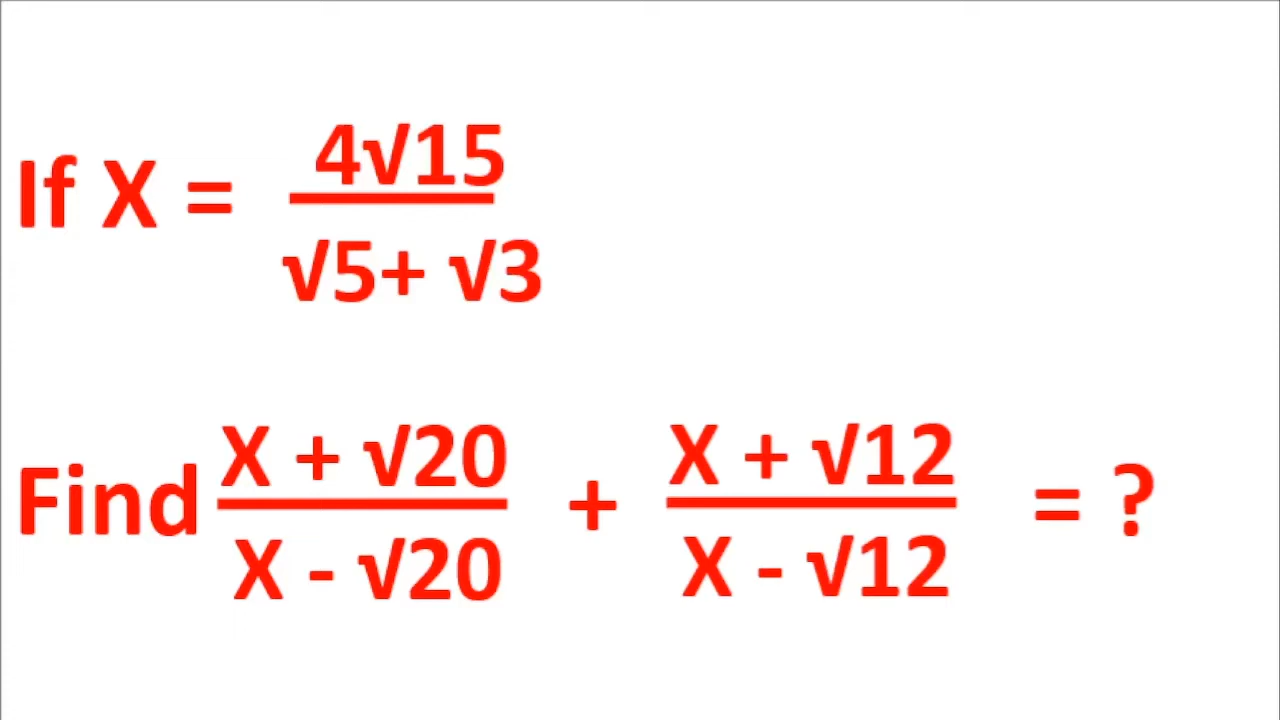 If X = 4√15
√5+ √3
Find X + √20 + X + √12 = ?
X - √20 X - √12